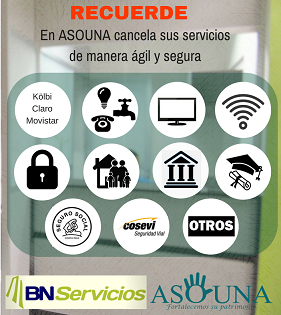 RECUERDE
En ASOUNA cancela sus servicios
de manera ágil y segura
Kölbi
Claro
Movistar
SEGURO SOCIAL
cosevi
Seguridad Vial
OTROS
BNServicios
ASOUNA
fortalecemos su patrimonio